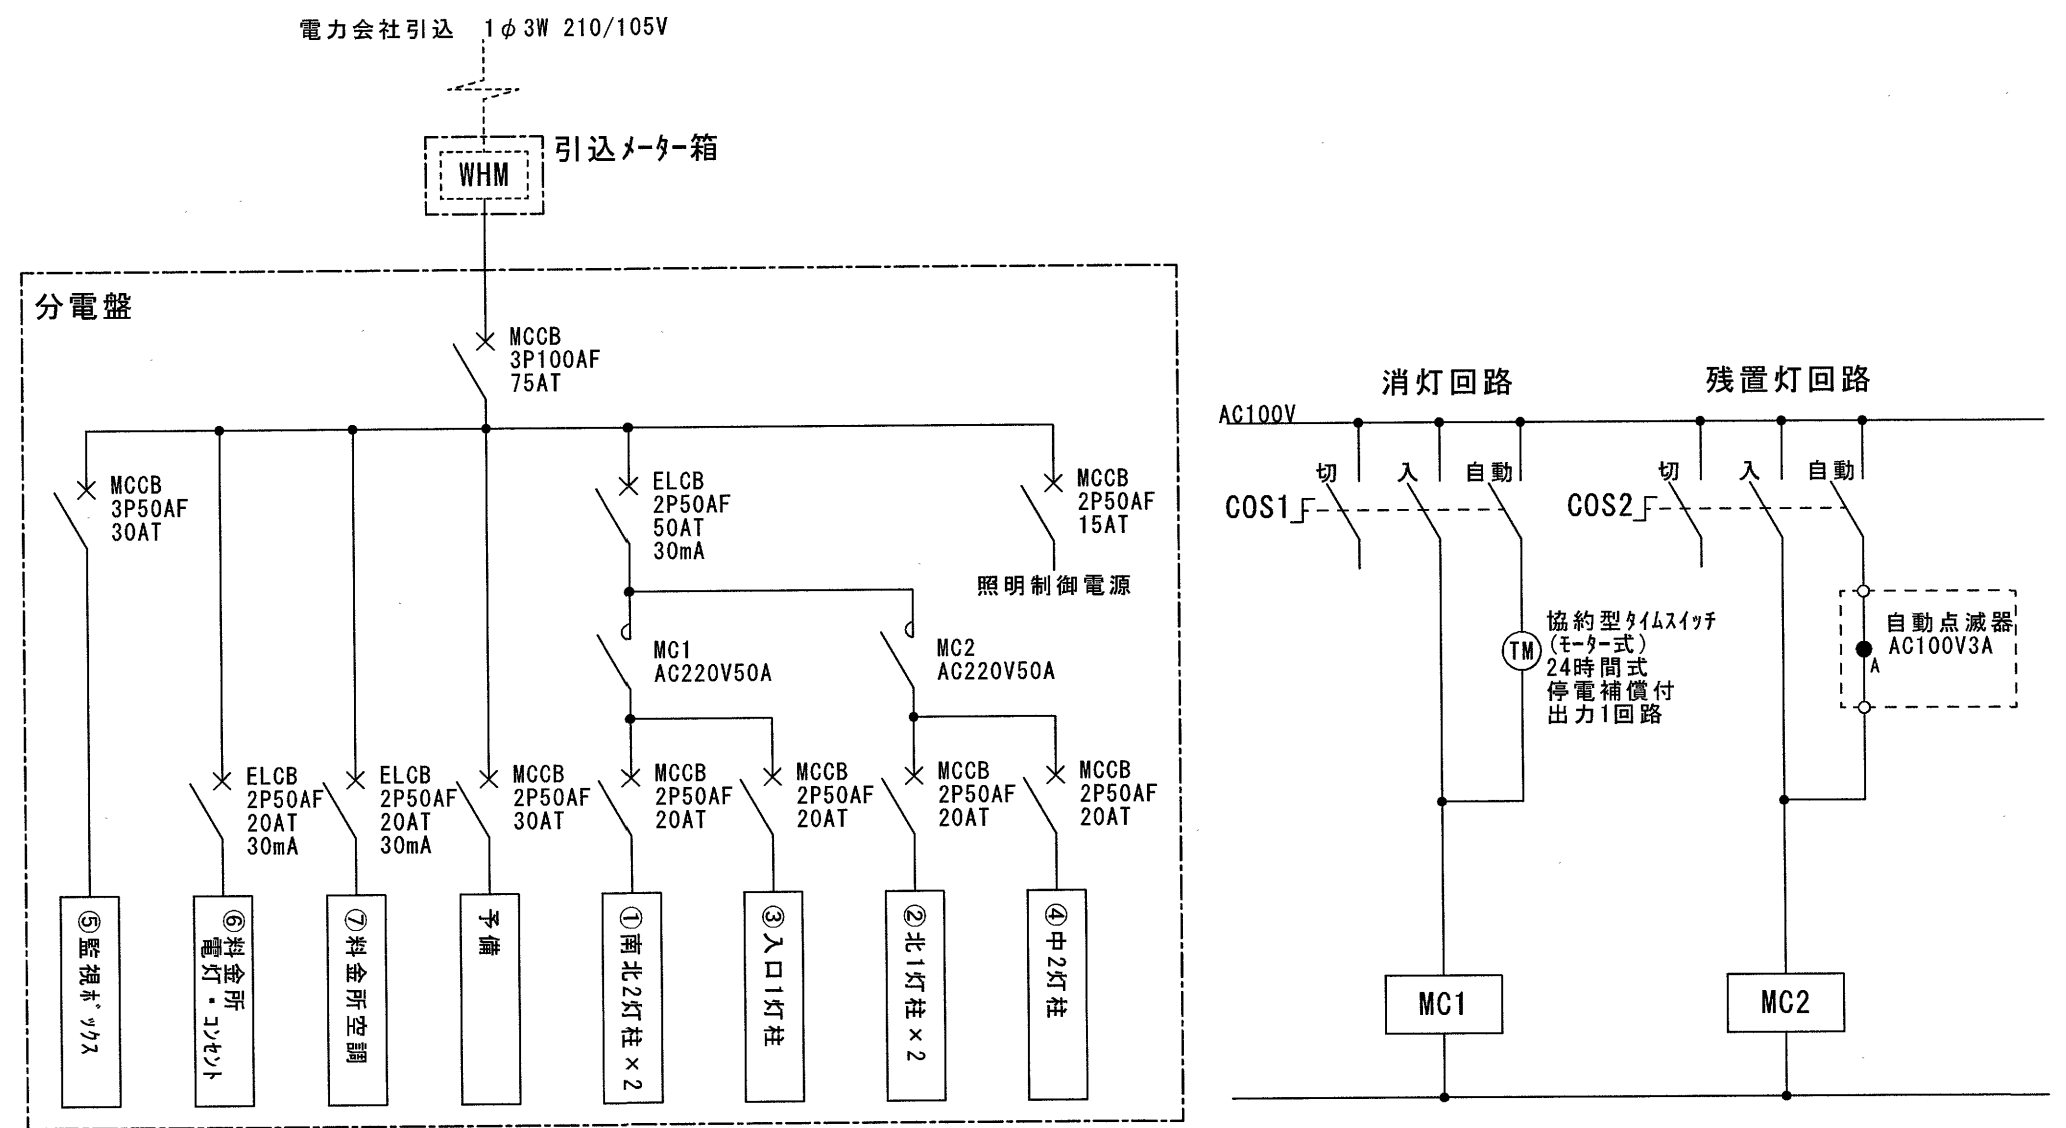 電力会社引込 1φ3W 210/105V
引込ﾒｰﾀｰ箱
WHM
分電盤
MCCB
3P100AF
75AT
MCCB
3P50AF
30AT
ELCB
2P50AF
50AT
30mA
MCCB
2P50AF
15AT
照明制御電源
MC1
AC220V50A
MC2
AC220V50A
ELCB
2P50AF
20AT
30mA
ELCB
2P50AF
20AT
30mA
MCCB
2P50AF
30AT
MCCB
2P50AF
20AT
MCCB
2P50AF
20AT
MCCB
2P50AF
20AT
MCCB
2P50AF
20AT
⑤監視ﾎﾞｯｸｽ
⑥料金所
電灯・ｺﾝｾﾝﾄ
⑦料金所空調
予備
①南北2灯柱×2
③入口1灯柱
②北1灯柱×2
④中2灯柱
消灯回路
残置灯回路
AC100V
切
入
自動
COS1
切
入
自動
COS2
TM
協約型ﾀｲﾑｽｲｯﾁ
(ﾓｰﾀｰ式)
24時間式
停電補償付
出力1回路
自動点滅器
AC100V3A
A
MC1
MC2